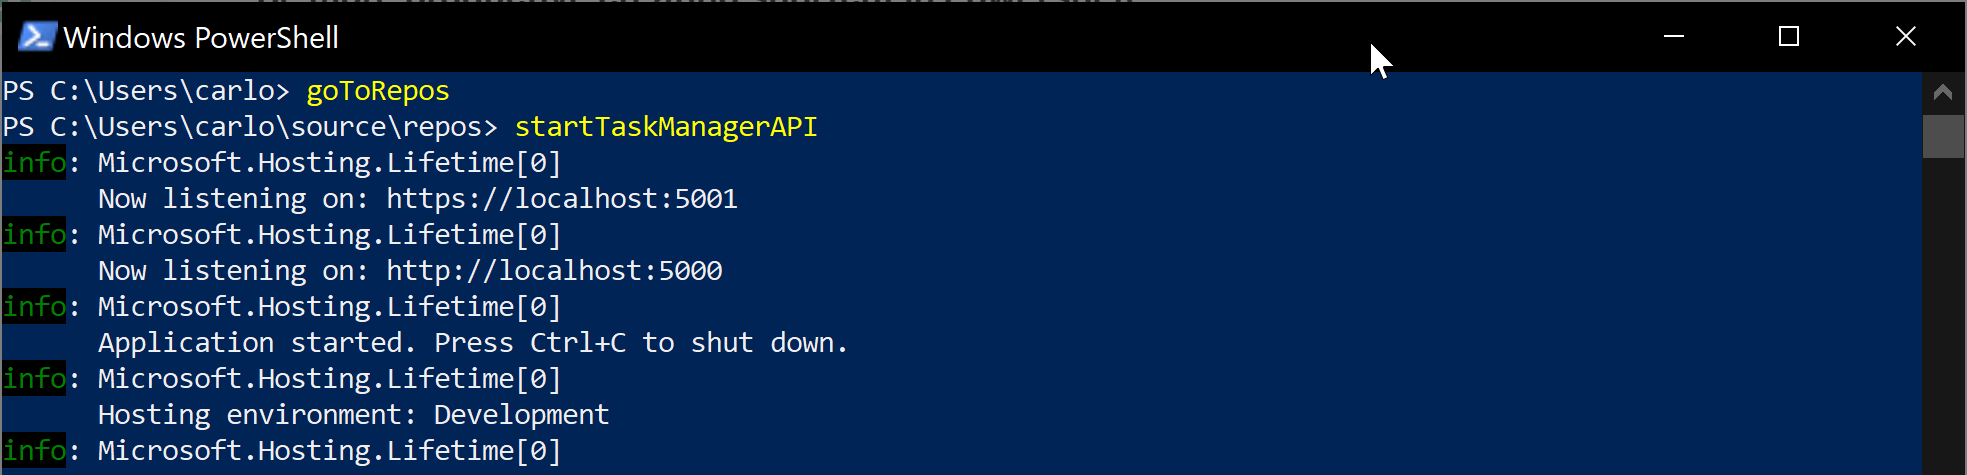 Windows PowerShell
PS C:\Users\carlo> goToRepos
PS C:\Users\carlo\source\repos> startTaskManagerAPI
info: Microsoft.Hosting.Lifetime[0]
      Now listening on: https://localhost:5001
info: Microsoft.Hosting.Lifetime[0]
      Now listening on: http://localhost:5000
info: Microsoft.Hosting.Lifetime[0]
      Application started. Press Ctrl+C to shut down.
info: Microsoft.Hosting.Lifetime[0]
      Hosting environment: Development
info: Microsoft.Hosting.Lifetime[0]